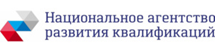 Национальное агентство
развития квалификаций